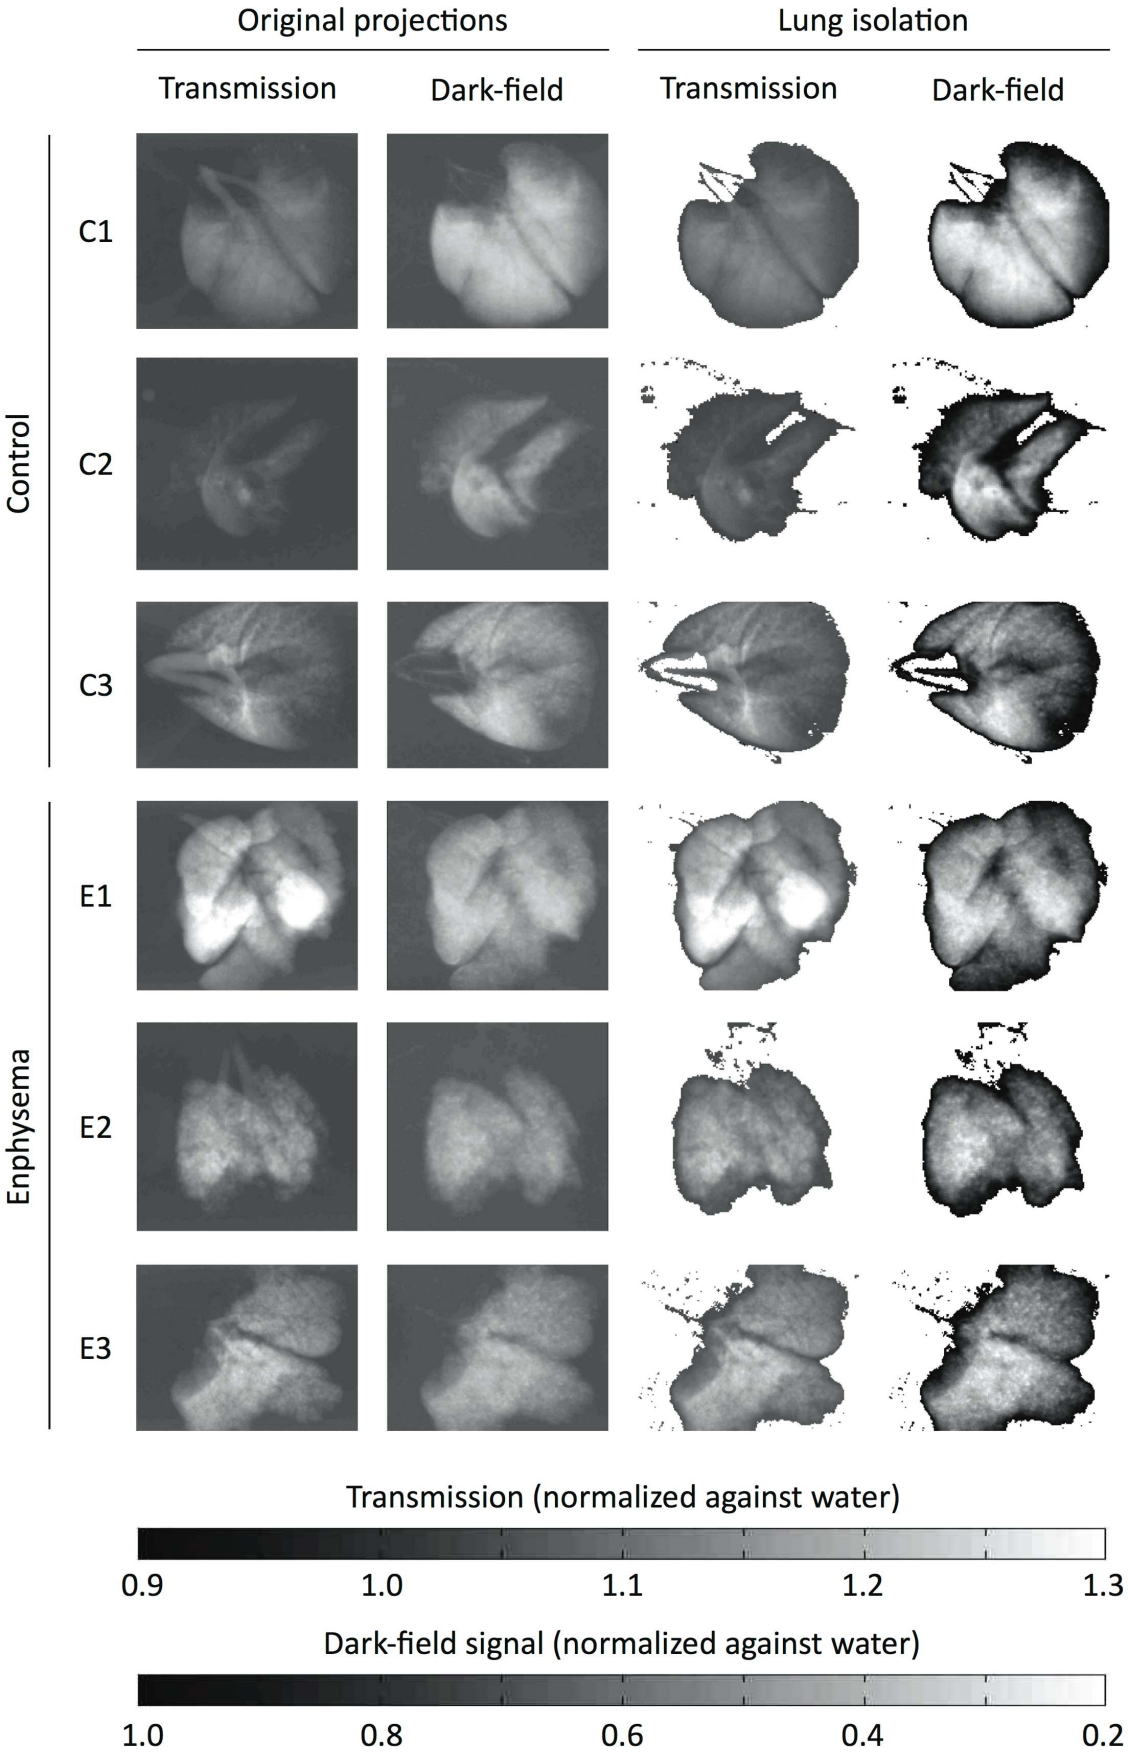 Original projections
Lung isolation
Transmission
Dark-field
Transmission
Dark-field
Control
C1
C2
C3
Enphysema
E1
E2
E3
Transmission (normalized against water)
0.9 1.0 1.1 1.2 1.3
Dark-field signal (normalized against water)
1.0 0.8 0.6 0.4 0.2